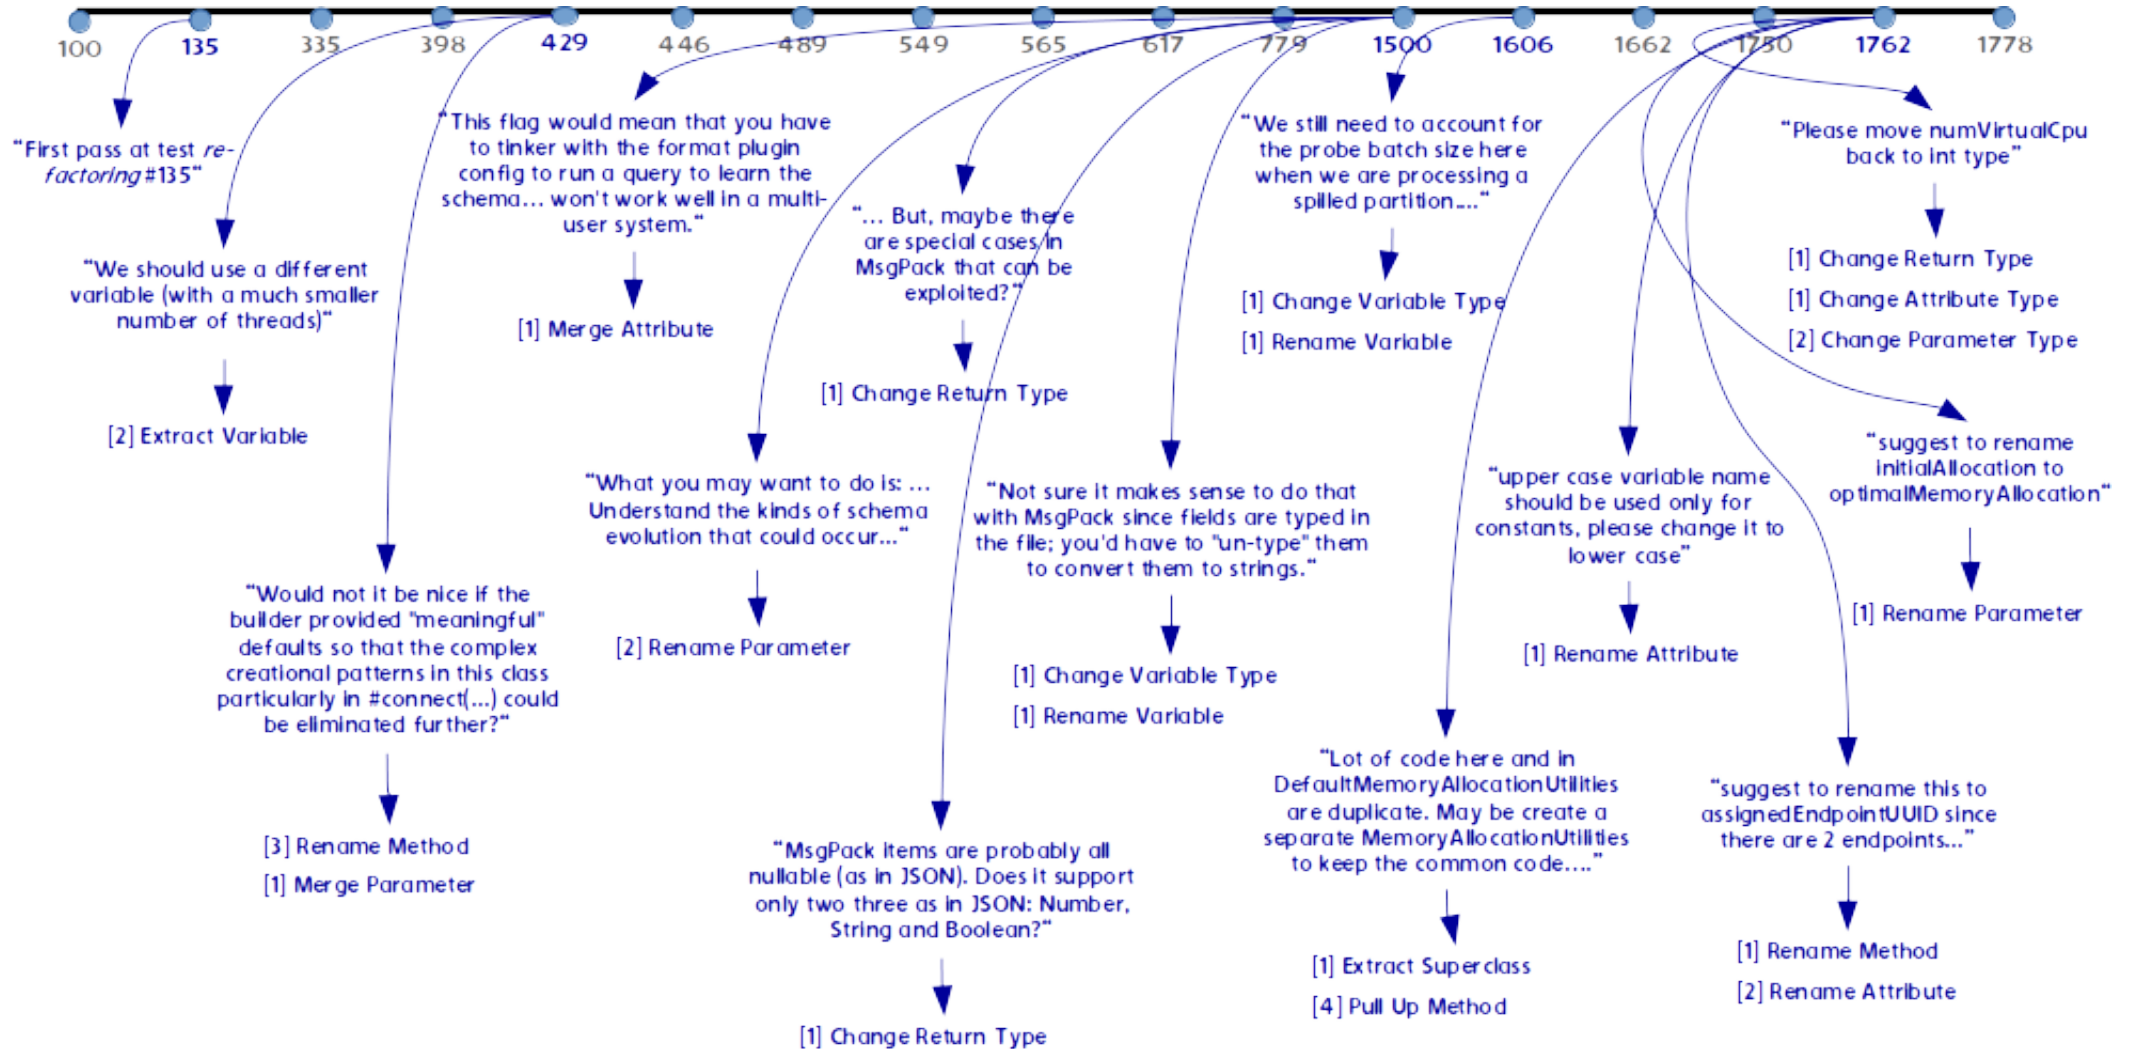 100 135 335 398 429 446 489 549 565 617 779 1500 1606 1662 1730 1762 1778
“First pass at test re-
factoring #135“
“We should use a different
variable (with a much smaller
number of threads)“
[2] Extract Variable
“Would not it be nice if the
builder provided "meaningful"
defaults so that the complex
creational patterns in this class
particularly in #connect(...) could
be eliminated further?“
[3] Rename Method
[1] Merge Parameter
“This flag would mean that you have
to tinker with the format plugin
config to run a query to learn the
schema... won't work well in a multi-
user system.“
[1] Merge Attribute
“What you may want to do is: ...
Understand the kinds of schema
evolution that could occur...“
[2] Rename Parameter
“... But, maybe there
are special cases in
MsgPack that can be
exploited?“
[1] Change Return Type
“MsgPack items are probably all
nullable (as in JSON). Does it support
only two three as in JSON: Number,
String and Boolean?“
[1] Change Return Type
“Not sure it makes sense to do that
with MsgPack since fields are typed in
the file; you'd have to "un-type" them
to convert them to strings.“
[1] Change Variable Type
[1] Rename Variable
“We still need to account for
the probe batch size here
when we are processing a
spilled partition....“
[1] Change Variable Type
[1] Rename Variable
“Lot of code here and in
DefaultMemoryAllocationUtilities
are duplicate. May be create a
separate MemoryAllocationUtilities
to keep the common code....”
[1] Extract Superclass
[4] Pull Up Method
“upper case variable name
should be used only for
constants, please change it to
lower case”
[1] Rename Attribute
“suggest to rename this to
assignedEndpointUUID since
there are 2 endpoints...”
[1] Rename Method
[2] Rename Attribute
“Please move numVirtualCpu
back to int type”
[1] Change Return Type
[1] Change Attribute Type
[2] Change Parameter Type
“suggest to rename
initialAllocation to
optimalMemoryAllocation“
[1] Rename Parameter